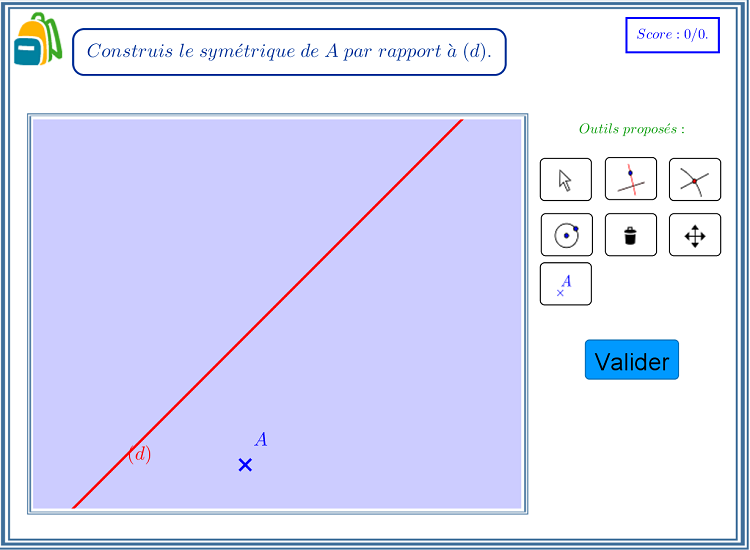 Construis le symétrique de A par rapport à (d).
Score : 0/0.
Outils proposés :
A
Valider
A
(d)